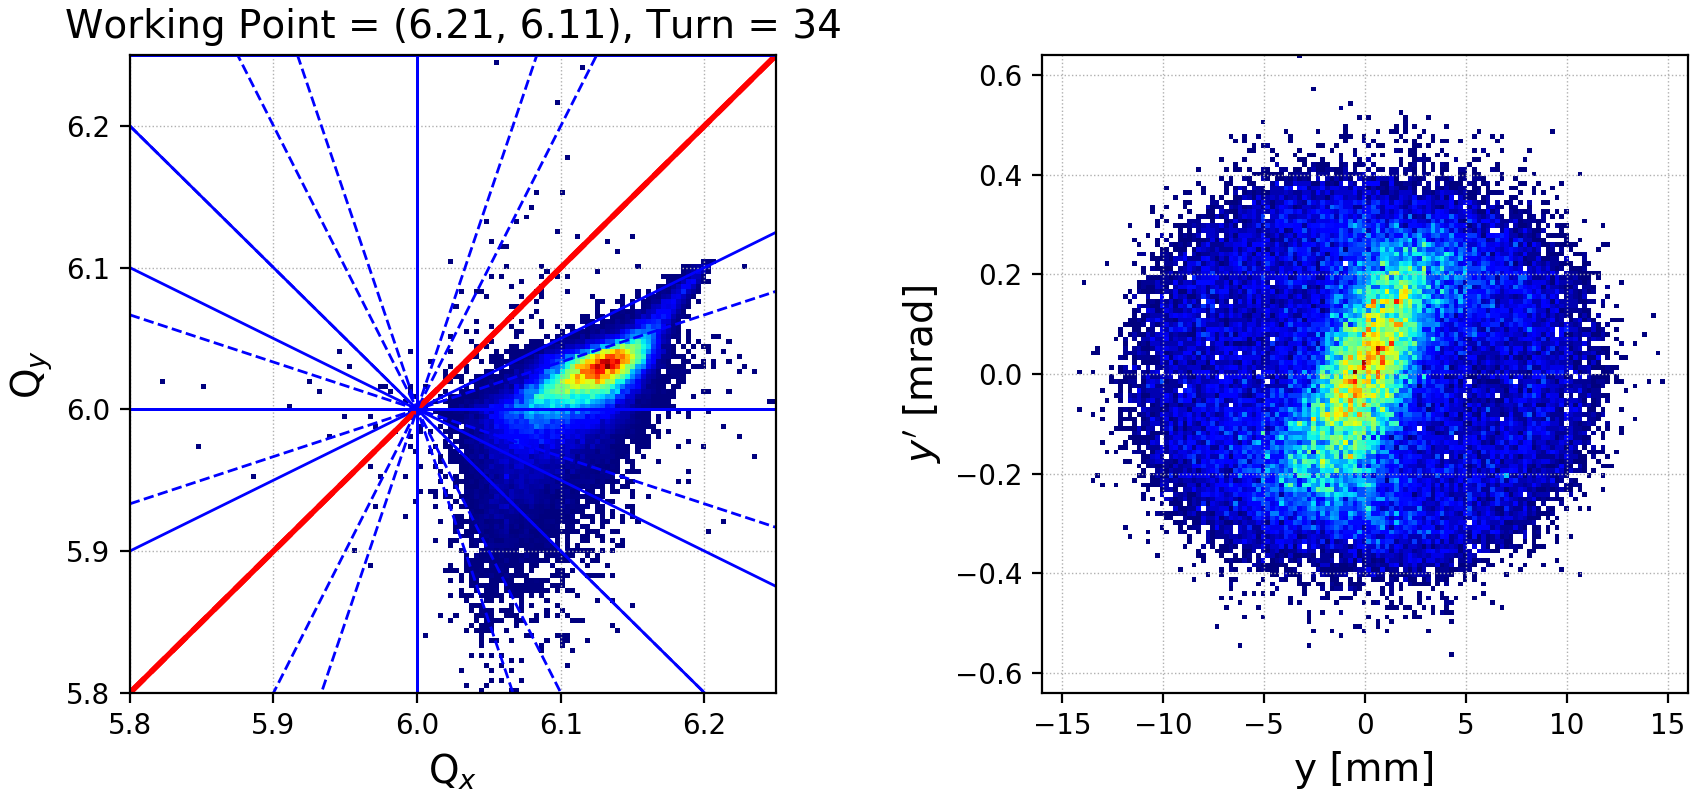 Working Point = (6.21, 6.11), Turn = 34
Q_y
6.2
6.1
6.0
5.9
5.8
5.8 5.9 6.0 6.1 6.2
Q_x
y′ [mrad]
0.6
0.4
0.2
0.0
−0.2
−0.4
−0.6
−15 −10 −5 0 5 10 15
y [mm]